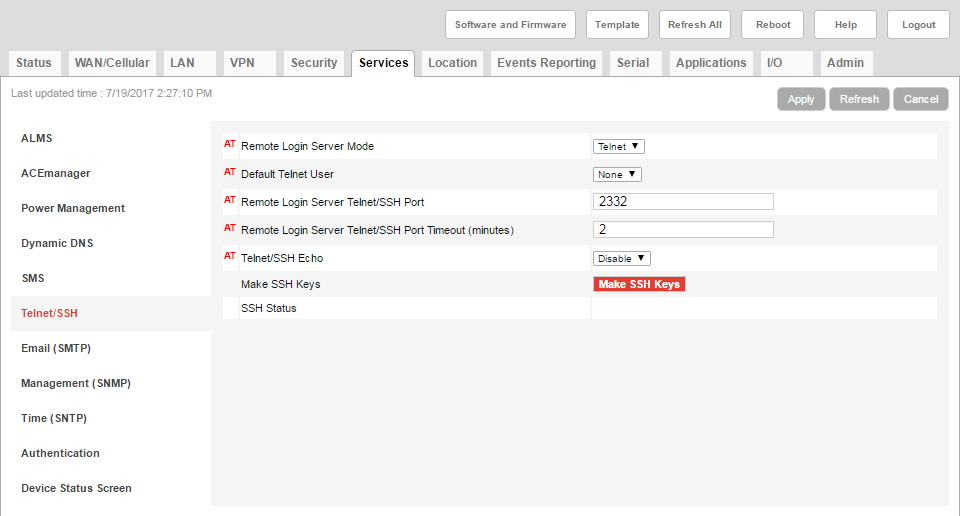 Software and Firmware Template Refresh All Reboot Help Logout
Status WAN/Cellular LAN VPN Security Services Location Events Reporting Serial Applications I/O Admin
Last updated time : 7/19/2017 2:27:10 PM
Apply Refresh Cancel
ALMS
ACEmanager
Power Management
Dynamic DNS
SMS
Telnet/SSH
Email (SMTP)
Management (SNMP)
Time (SNTP)
Authentication
Device Status Screen
AT Remote Login Server Mode Telnet ▼
AT Default Telnet User None ▼
AT Remote Login Server Telnet/SSH Port 2332
AT Remote Login Server Telnet/SSH Port Timeout (minutes) 2
AT Telnet/SSH Echo Disable ▼
Make SSH Keys Make SSH Keys
SSH Status